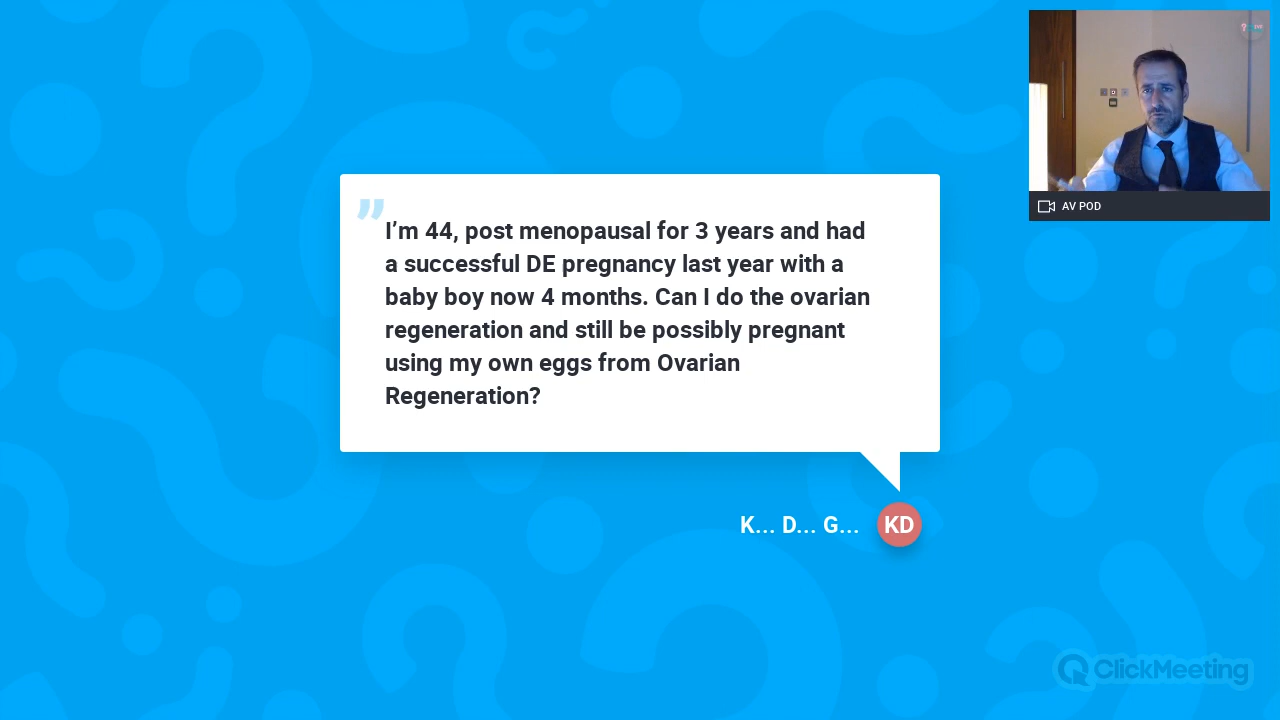 AV POD
”
I’m 44, post menopausal for 3 years and had
a successful DE pregnancy last year with a
baby boy now 4 months. Can I do the ovarian
regeneration and still be possibly pregnant
using my own eggs from Ovarian
Regeneration?
K... D... G...
KD
ClickMeeting